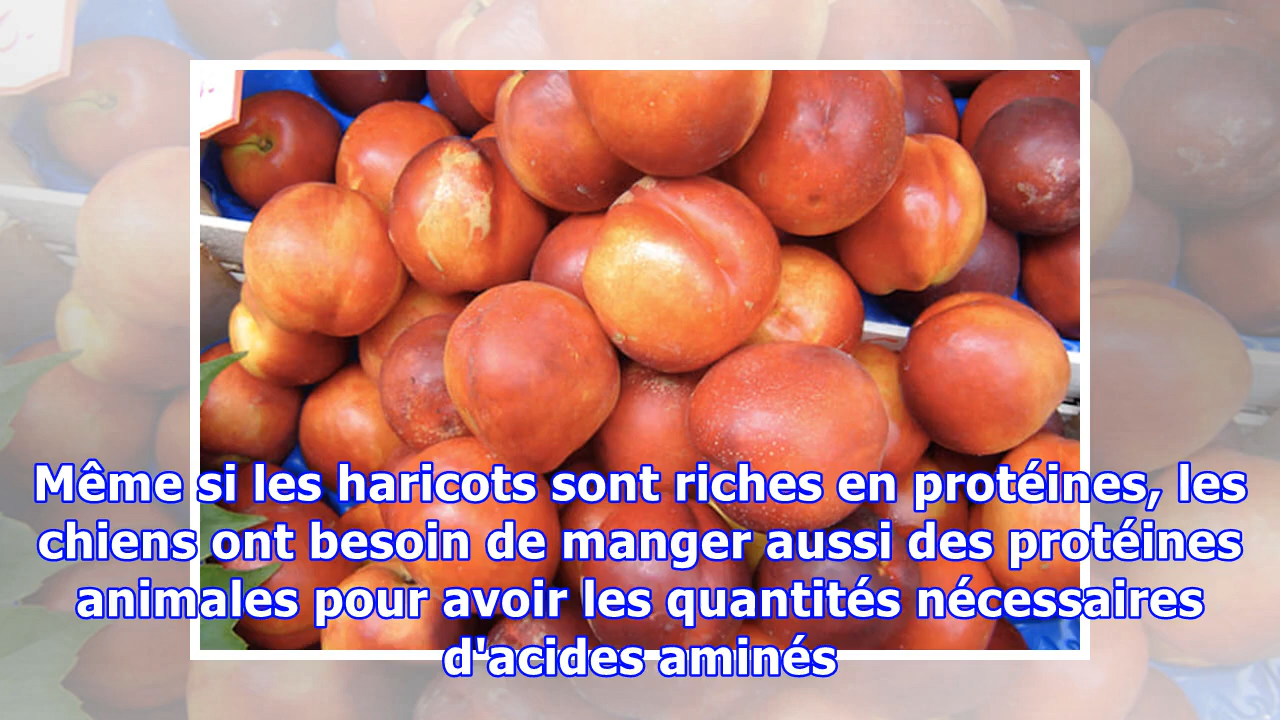 Même si les haricots sont riches en protéines, les
chiens ont besoin de manger aussi des protéines
animales pour avoir les quantités nécessaires
d'acides aminés